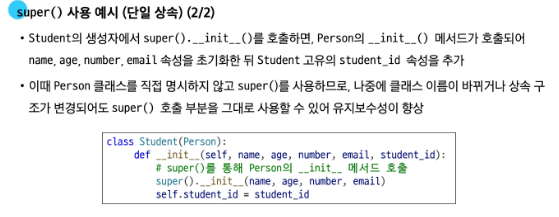 super() 사용 예시 (단일 상속) (2/2)
• Student의 생성자에서 super().__init__()를 호출하면, Person의 __init__() 메서드가 호출되어
name, age, number, email 속성을 초기화한 뒤 Student 고유의 student_id 속성을 추가
• 이때 Person 클래스를 직접 명시하지 않고 super()를 사용하므로, 나중에 클래스 이름이 바뀌거나 상속 구
조가 변경되어도 super() 호출 부분을 그대로 사용할 수 있어 유지보수성이 향상
class Student(Person):
    def __init__(self, name, age, number, email, student_id):
        # super()를 통해 Person의 __init__ 메서드 호출
        super().__init__(name, age, number, email)
        self.student_id = student_id